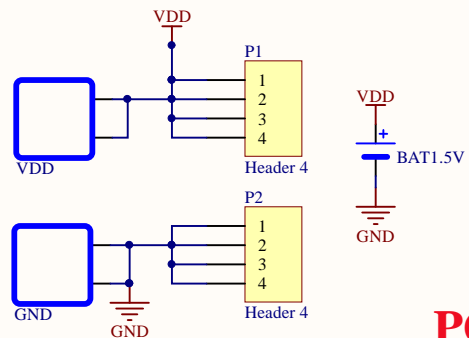 VDD
P1
1
2
3
4
Header 4
VDD
VDD
+
BAT1.5V
GND
P2
1
2
3
4
Header 4
GND
GND